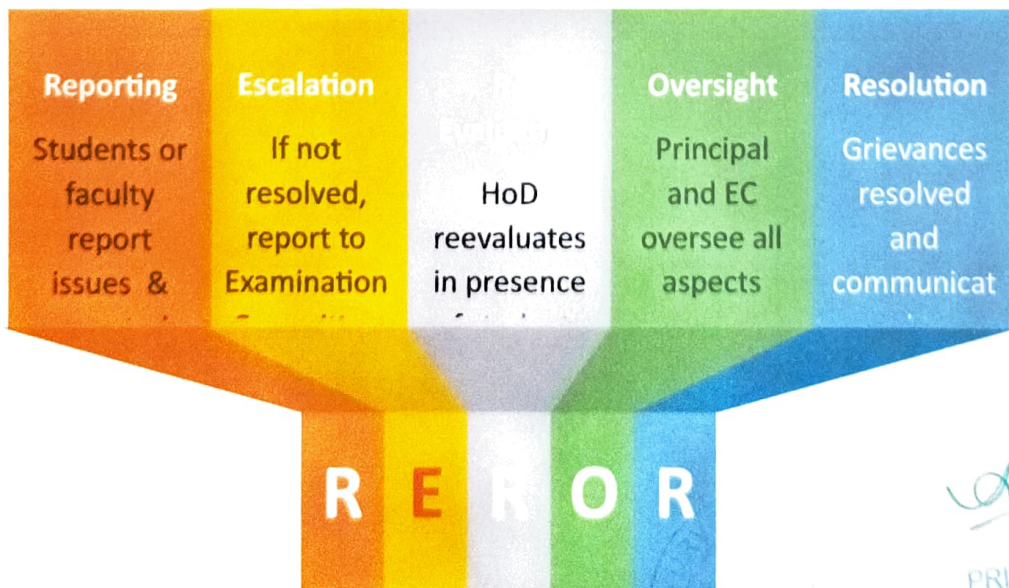 Reporting
Students or
faculty
report
issues &
Escalation
If not
resolved,
report to
Examination
HoD
reevaluates
in presence
Oversight
Principal
and EC
oversee all
aspects
Resolution
Grievances
resolved
and
communicat
R E R O R
PRI